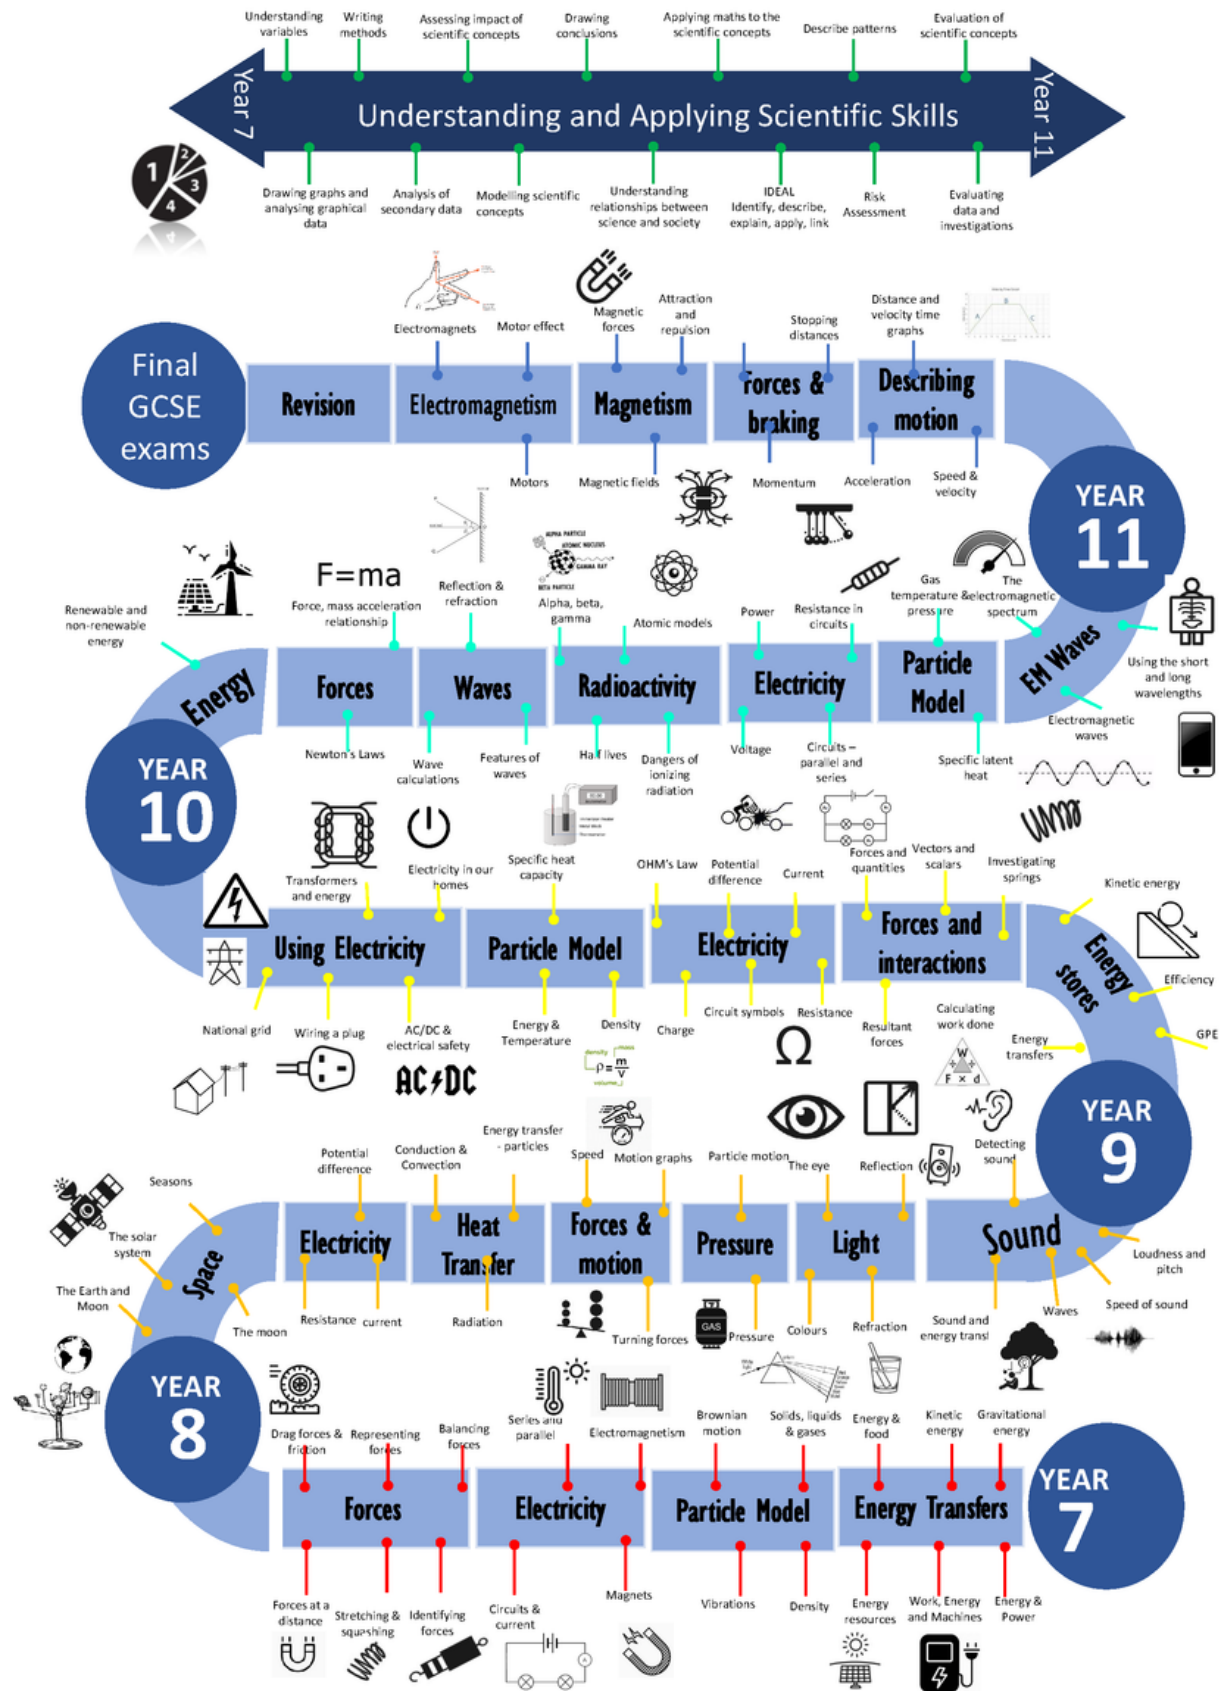 Understanding
variables
Writing
methods
Assessing impact of
scientific concepts
Drawing
conclusions
Applying maths to the
scientific concepts
Describe patterns
Evaluation of
scientific concepts
Year 7
Understanding and Applying Scientific Skills
Year 11
1
2
3
4
Drawing graphs and
analysing graphical
data
Analysis of
secondary data
Modelling scientific
concepts
Understanding
relationships between
science and society
IDEAL
Identify, describe,
explain, apply, link
Risk
Assessment
Evaluating
data and
investigations
Electromagnets
Motor effect
Magnetic
forces
Attraction
and
repulsion
Stopping
distances
Distance and
velocity time
graphs
A
B
C
Final
GCSE
exams
Revision
Electromagnetism
Magnetism
Forces &
braking
Describing
motion
Motors
Magnetic fields
Momentum
Acceleration
Speed &
velocity
YEAR
11
Renewable and
non-renewable
energy
F=ma
Force, mass acceleration
relationship
Reflection &
refraction
ALPHA PARTICLE
ATOMIC NUCLEUS
GAMMA RAY
BETA PARTICLE
Alpha, beta,
gamma
Atomic models
Power
Resistance in
circuits
Gas
temperature &
pressure
The
electromagnetic
spectrum
Energy
Forces
Waves
Radioactivity
Electricity
Particle
Model
EM Waves
Using the short
and long
wavelengths
Newton's Laws
Wave
calculations
Features of
waves
Half lives
Dangers of
ionizing
radiation
Voltage
Circuits –
parallel and
series
Specific latent
heat
Electromagnetic
waves
YEAR
10
Transformers
and energy
Electricity in our
homes
Specific heat
capacity
OHM's Law
Potential
difference
Current
Forces and
quantities
Vectors and
scalars
Investigating
springs
Kinetic energy
Using Electricity
Particle Model
Electricity
Forces and
interactions
Energy
stores
Efficiency
GPE
National grid
Wiring a plug
AC/DC &
electrical safety
Energy &
Temperature
Density
Charge
Circuit symbols
Resistance
Resultant
forces
Calculating
work done
Energy
transfers
AC DC
density
mass
ρ = m
V
volume
Ω
W
F × d
YEAR
9
Seasons
Potential
difference
Conduction &
Convection
Energy transfer
- particles
Speed
Motion graphs
Particle motion
The eye
Reflection
Detecting
sound
The solar
system
The Earth and
Moon
Space
Electricity
Heat
Transfer
Forces &
motion
Pressure
Light
Sound
Loudness and
pitch
The moon
Resistance
current
Radiation
Turning forces
GAS
Pressure
Colours
Refraction
Sound and
energy transf
Waves
Speed of sound
YEAR
8
Drag forces &
friction
Representing
forces
Balancing
forces
Series and
parallel
Electromagnetism
Brownian
motion
Solids, liquids
& gases
Energy &
food
Kinetic
energy
Gravitational
energy
Forces
Electricity
Particle Model
Energy Transfers
YEAR
7
Forces at a
distance
Stretching &
squashing
Identifying
forces
Circuits &
current
Magnets
Vibrations
Density
Energy
resources
Work, Energy
and Machines
Energy &
Power
A